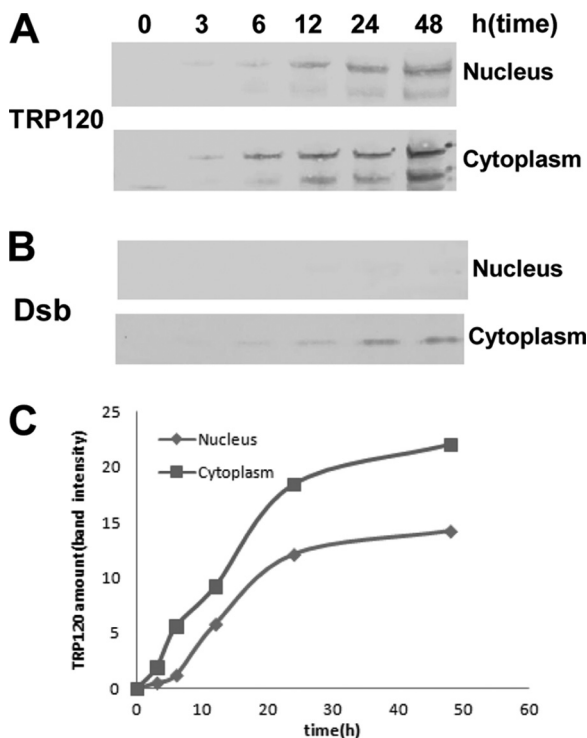 A
0 3 6 12 24 48 h(time)
Nucleus
TRP120
Cytoplasm
B
Nucleus
Dsb
Cytoplasm
C
25
20
15
10
5
0
TRP120 amount(band intensity)
Nucleus
Cytoplasm
0 10 20 30 40 50 60
time(h)